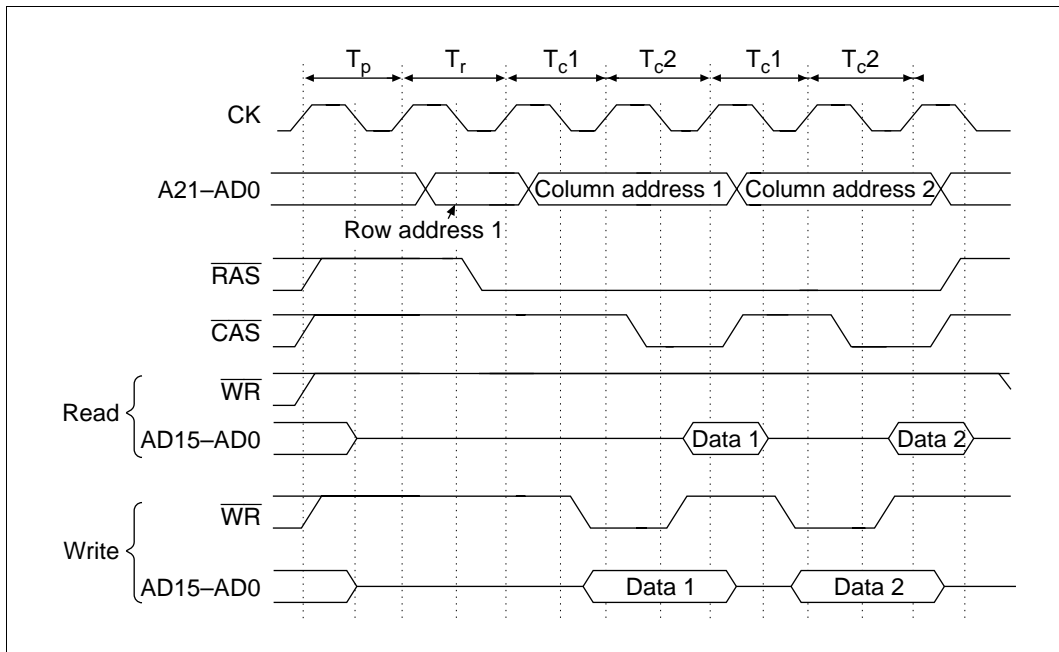 Tp Tr Tc1 Tc2 Tc1 Tc2
CK
A21–AD0 Column address 1 Column address 2
Row address 1
RAS
CAS
Read
WR
AD15–AD0 Data 1 Data 2
Write
WR
AD15–AD0 Data 1 Data 2